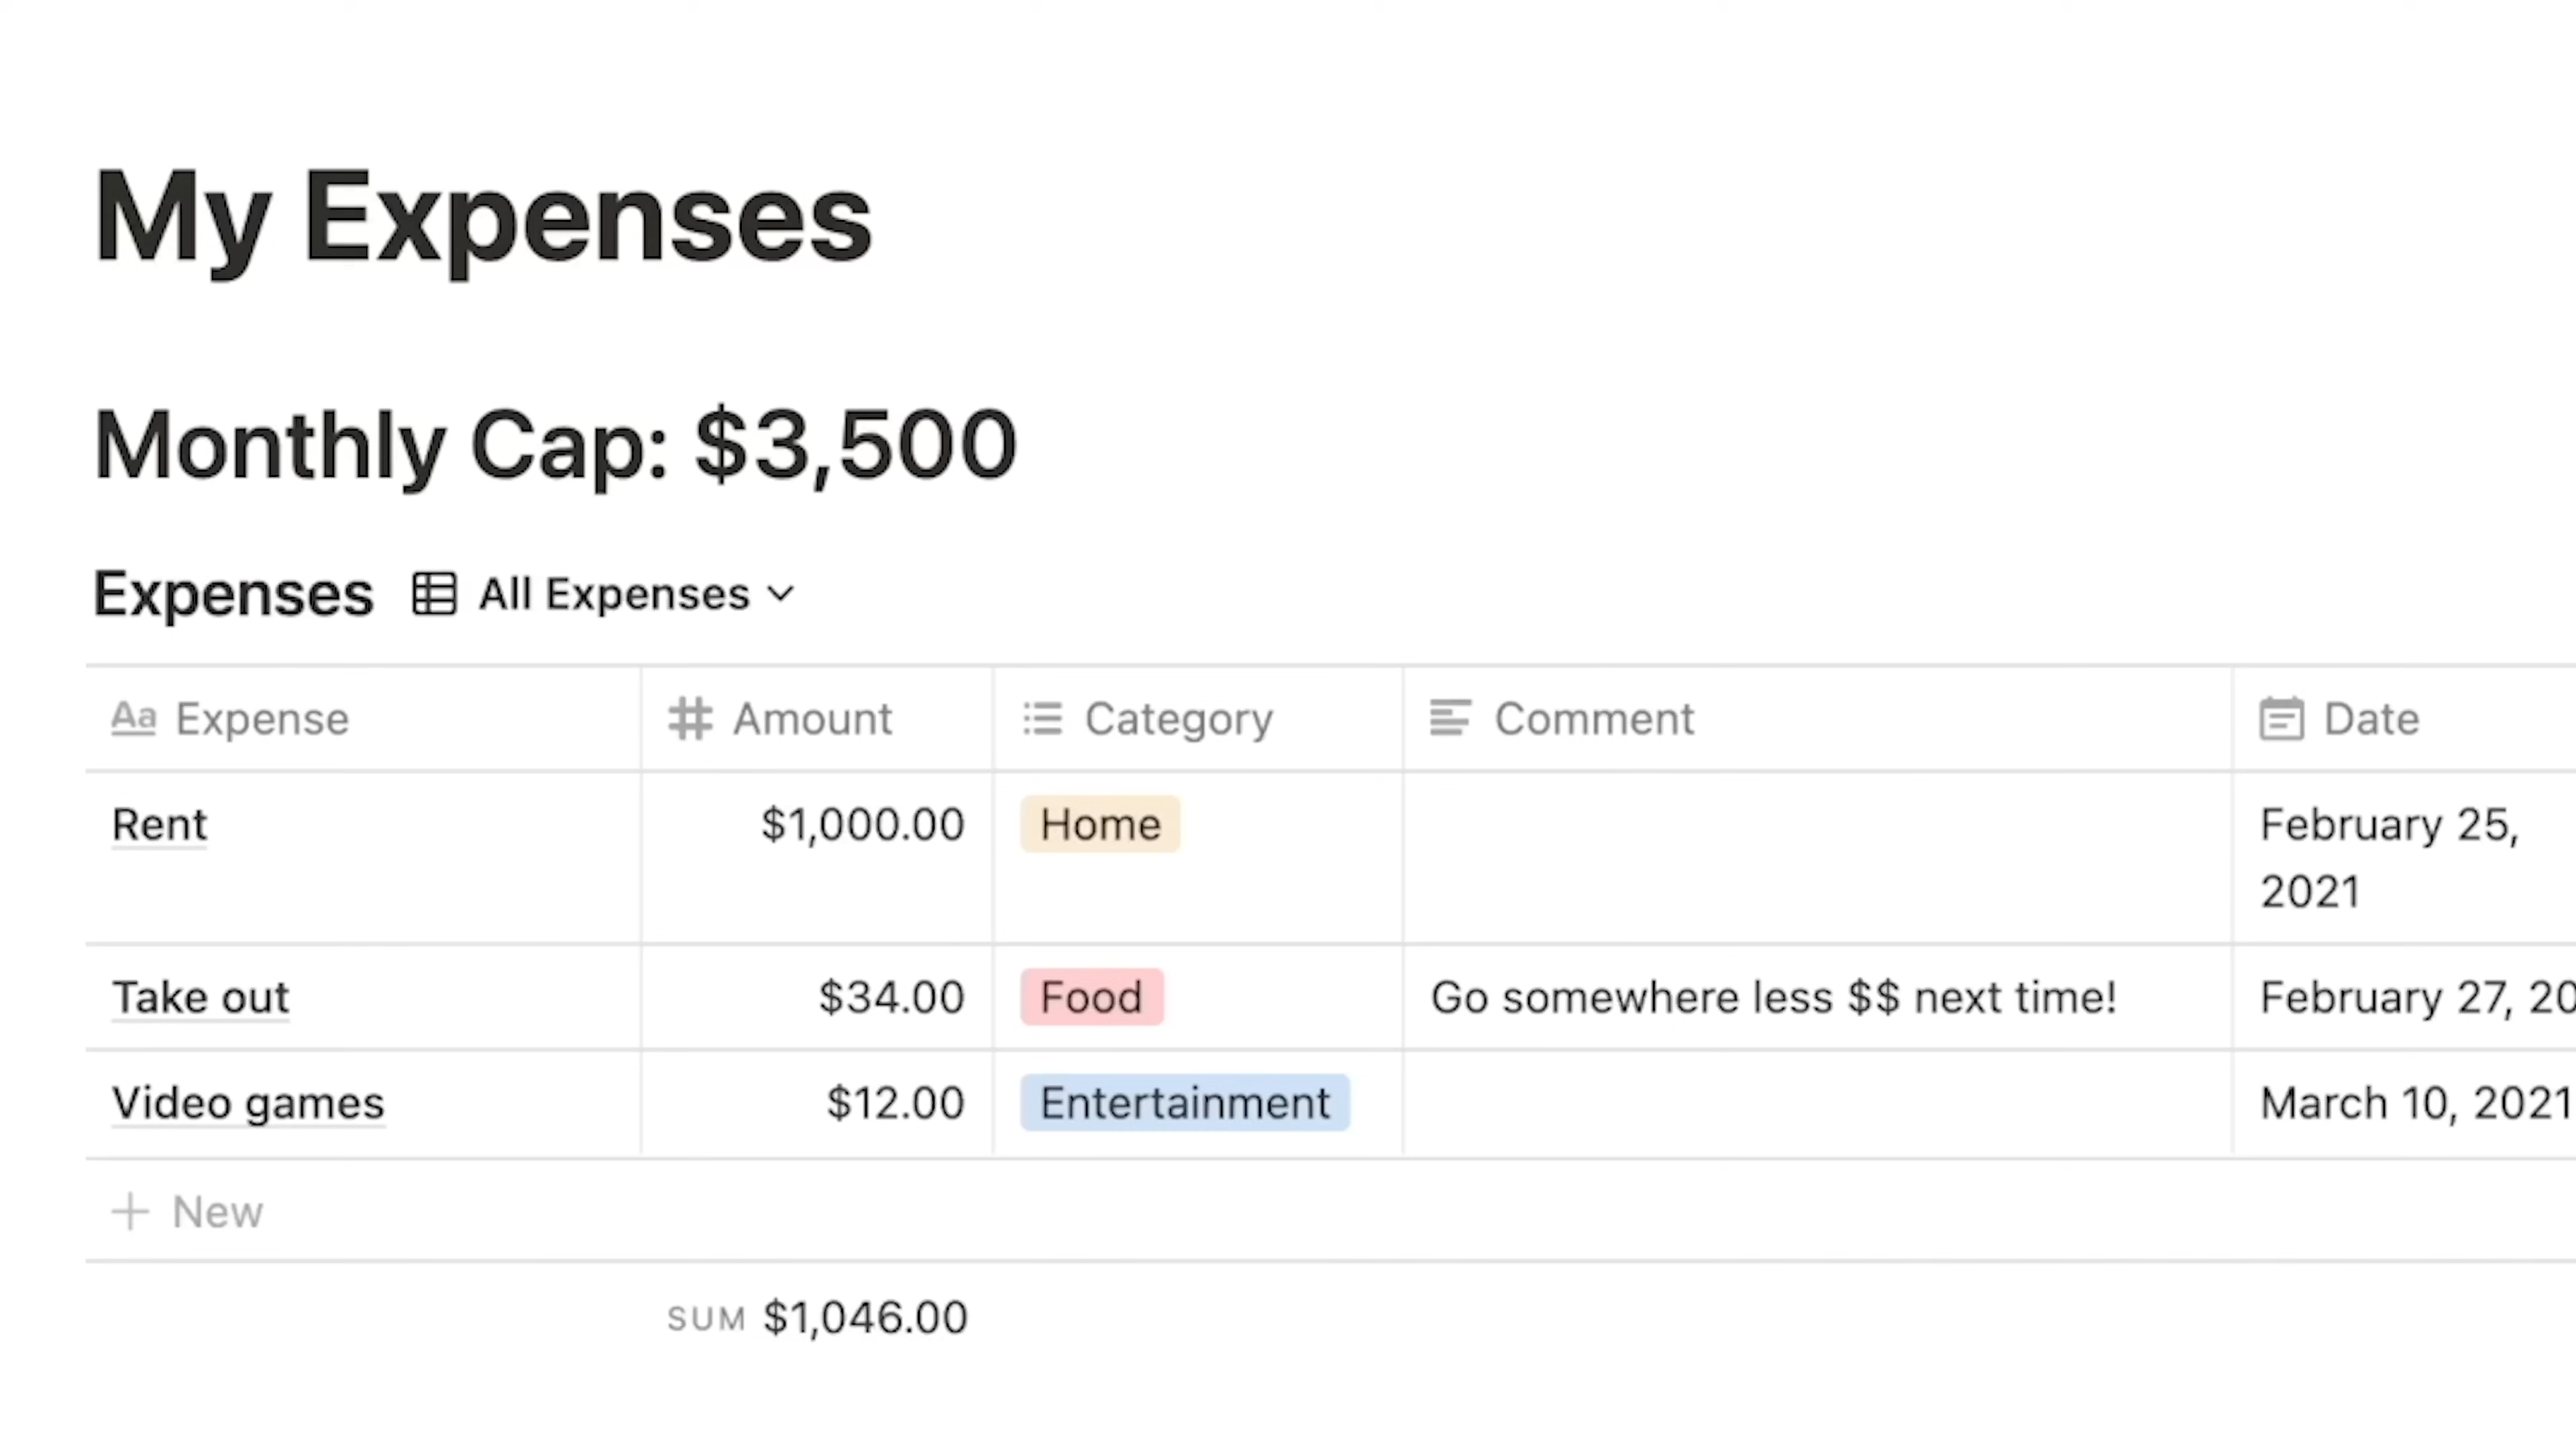 My Expenses
Monthly Cap: $3,500
Expenses All Expenses
Aa Expense Amount Category Comment Date
Rent $1,000.00 Home February 25,
2021
Take out $34.00 Food Go somewhere less $$ next time! February 27, 20
Video games $12.00 Entertainment March 10, 2021
+ New
SUM $1,046.00